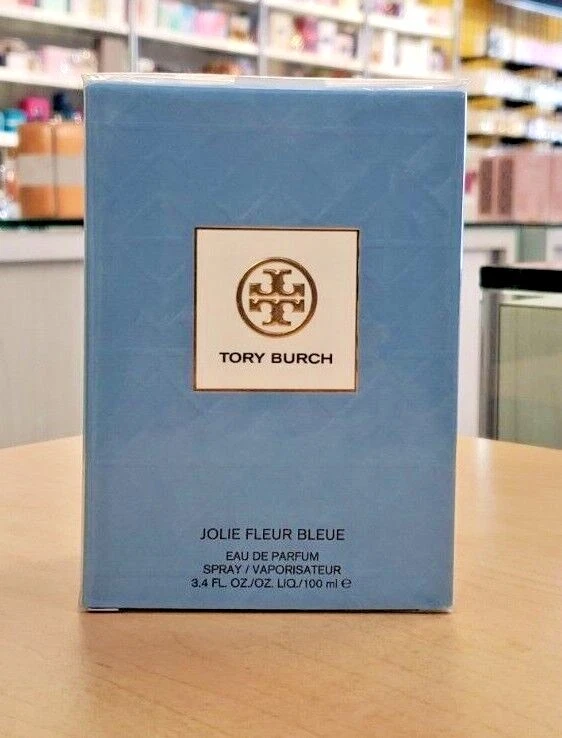 TORY BURCH
JOLIE FLEUR BLEUE
EAU DE PARFUM
SPRAY / VAPORISATEUR
3.4 FL. OZ./OZ. LIQ./100 ml ℮